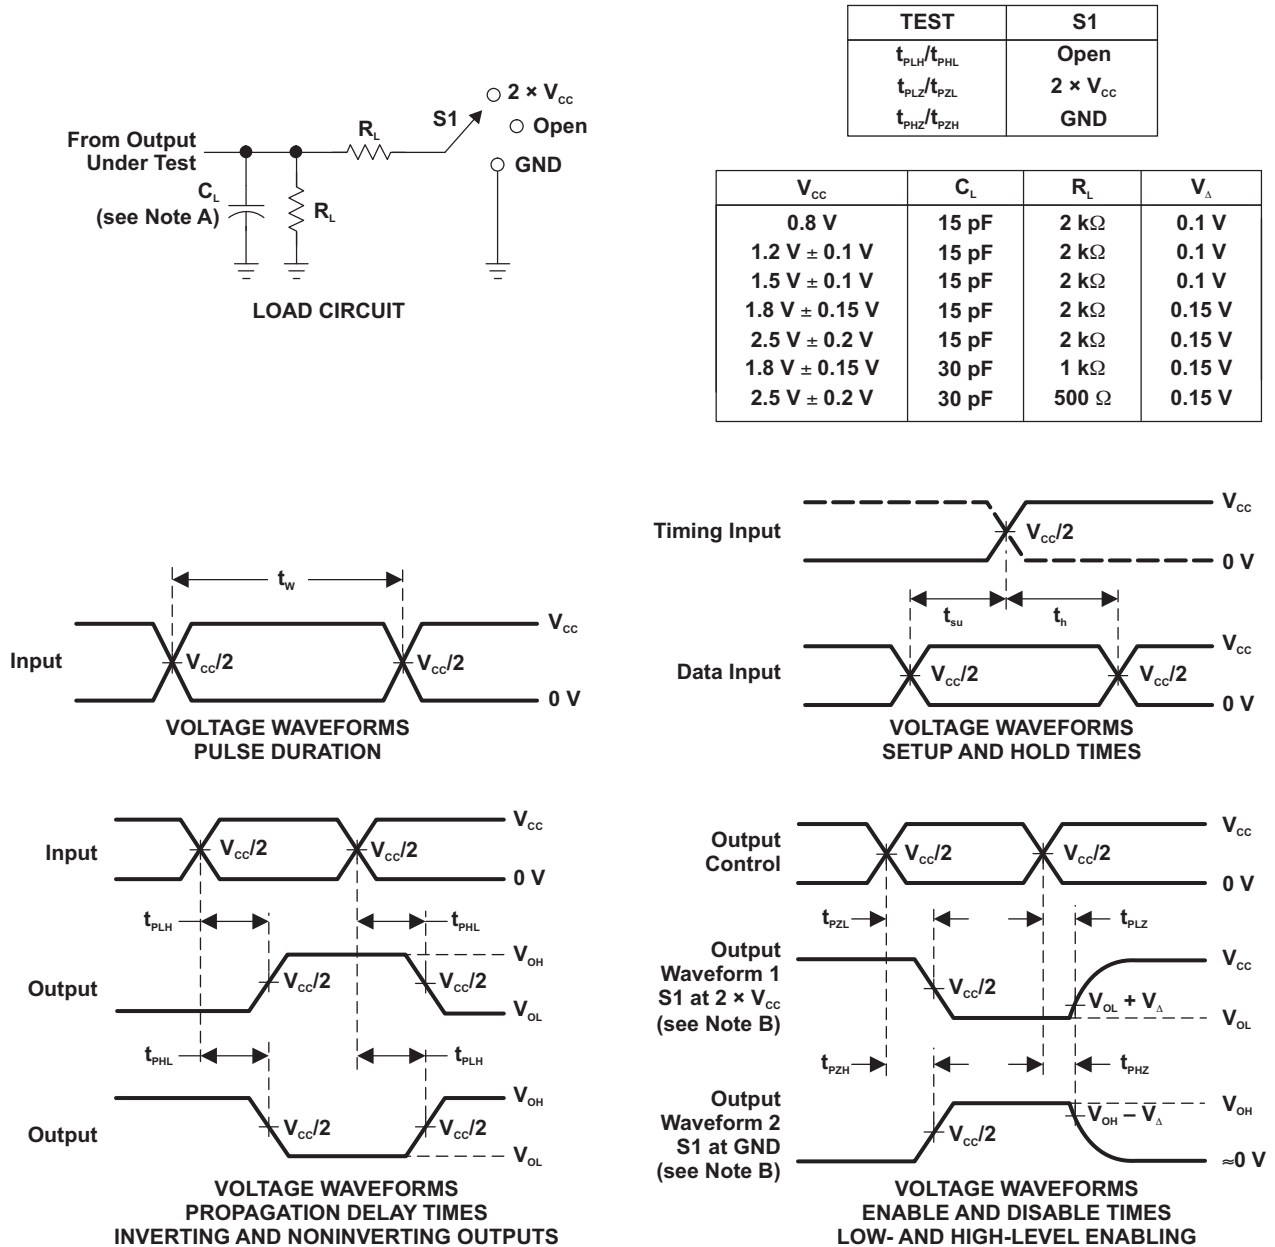 TEST S1
tPLH/tPHL Open
tPLZ/tPZL 2 × VCC
tPHZ/tPZH GND
2 × VCC
S1
Open
GND
RL
From Output
Under Test
CL
(see Note A)
RL
LOAD CIRCUIT
VCC CL RL VΔ
0.8 V 15 pF 2 kΩ 0.1 V
1.2 V ± 0.1 V 15 pF 2 kΩ 0.1 V
1.5 V ± 0.1 V 15 pF 2 kΩ 0.1 V
1.8 V ± 0.15 V 15 pF 2 kΩ 0.15 V
2.5 V ± 0.2 V 15 pF 2 kΩ 0.15 V
1.8 V ± 0.15 V 30 pF 1 kΩ 0.15 V
2.5 V ± 0.2 V 30 pF 500 Ω 0.15 V
tW
Input
VCC/2
VCC/2
VCC
0 V
VOLTAGE WAVEFORMS
PULSE DURATION
Timing Input
VCC/2
VCC
0 V
tsu
th
Data Input
VCC/2
VCC/2
VCC
0 V
VOLTAGE WAVEFORMS
SETUP AND HOLD TIMES
Input
VCC/2
VCC/2
VCC
0 V
tPLH
tPHL
Output
VCC/2
VCC/2
VOH
VOL
tPHL
tPLH
Output
VCC/2
VCC/2
VOH
VOL
VOLTAGE WAVEFORMS
PROPAGATION DELAY TIMES
INVERTING AND NONINVERTING OUTPUTS
Output
Control
VCC/2
VCC/2
VCC
0 V
tPZL
tPLZ
Output
Waveform 1
S1 at 2 × VCC
(see Note B)
VCC/2
VOL + VΔ
VCC
VOL
tPZH
tPHZ
Output
Waveform 2
S1 at GND
(see Note B)
VCC/2
VOH − VΔ
VOH
≈0 V
VOLTAGE WAVEFORMS
ENABLE AND DISABLE TIMES
LOW- AND HIGH-LEVEL ENABLING